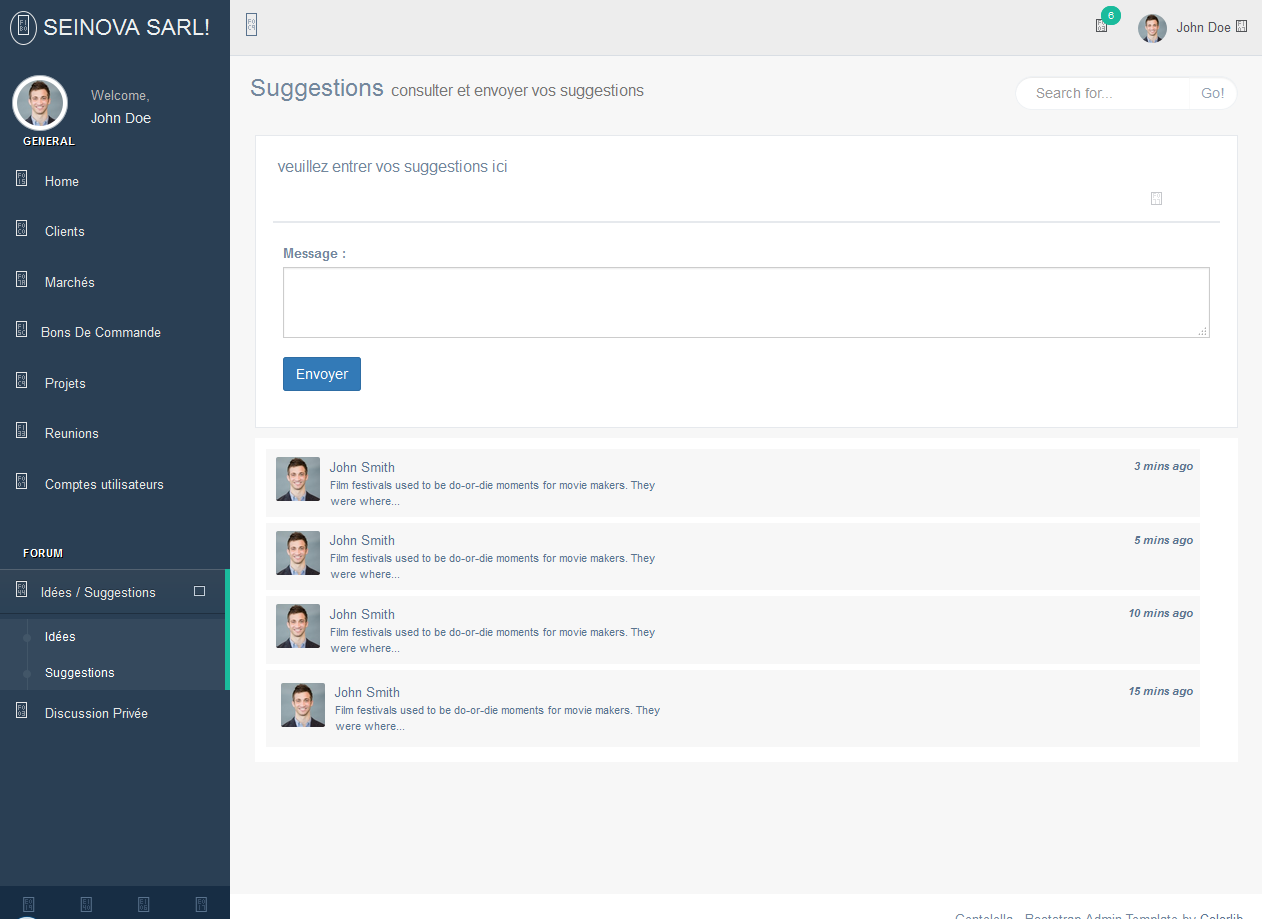 SEINOVA SARL!
6
John Doe
Welcome,
John Doe
GENERAL
Home
Clients
Marchés
Bons De Commande
Projets
Reunions
Comptes utilisateurs
FORUM
Idées / Suggestions
Idées
Suggestions
Discussion Privée
Suggestions consulter et envoyer vos suggestions
Search for... Go!
veuillez entrer vos suggestions ici
Message :
Envoyer
John Smith 3 mins ago
Film festivals used to be do-or-die moments for movie makers. They
were where...
John Smith 5 mins ago
Film festivals used to be do-or-die moments for movie makers. They
were where...
John Smith 10 mins ago
Film festivals used to be do-or-die moments for movie makers. They
were where...
John Smith 15 mins ago
Film festivals used to be do-or-die moments for movie makers. They
were where...
Gentelella - Bootstrap Admin Template by Colorlib